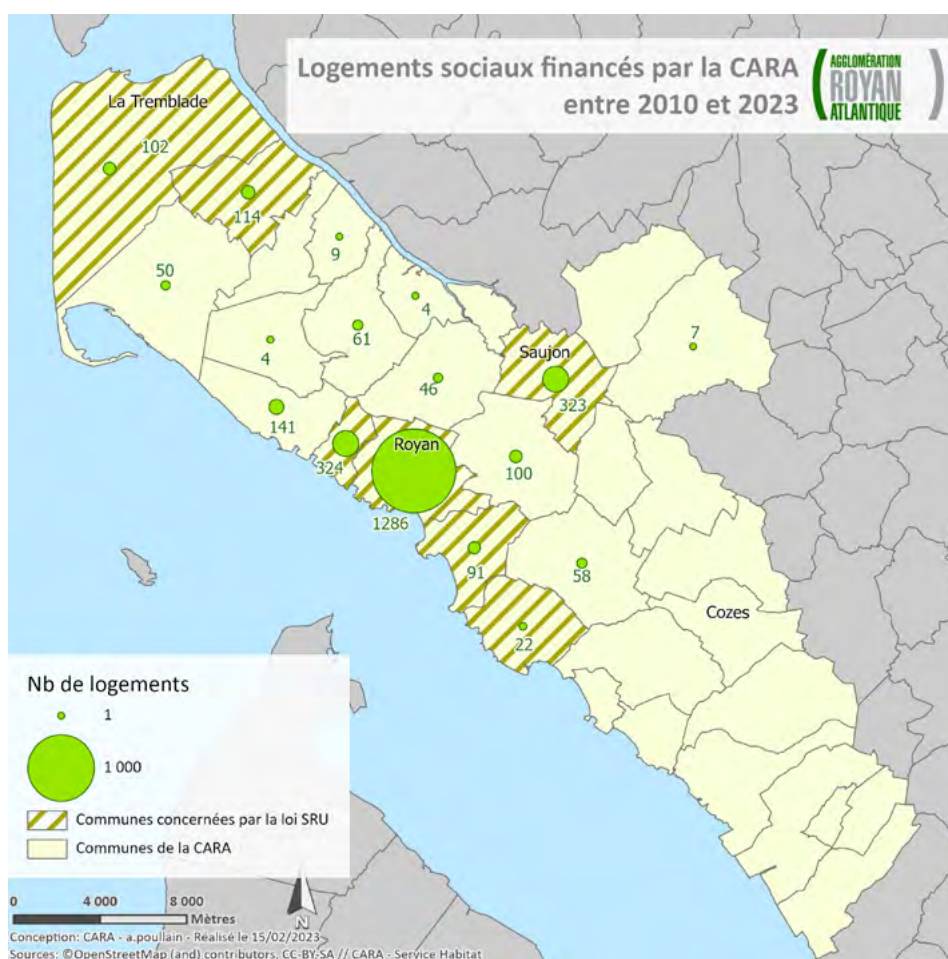 Logements sociaux financés par la CARA
entre 2010 et 2023
AGGLOMÉRATION
ROYAN
ATLANTIQUE
La Tremblade
102
114
9
50
4
61
4
7
Saujon
46
323
141
324
Royan
100
1286
91
58
Cozes
22
Nb de logements
1
1 000
Communes concernées par la loi SRU
Communes de la CARA
0 4 000 8 000
Mètres
N
Conception: CARA - a.poullain - Réalisé le 15/02/2023
Sources: ©OpenStreetMap (and) contributors, CC-BY-SA // CARA - Service Habitat